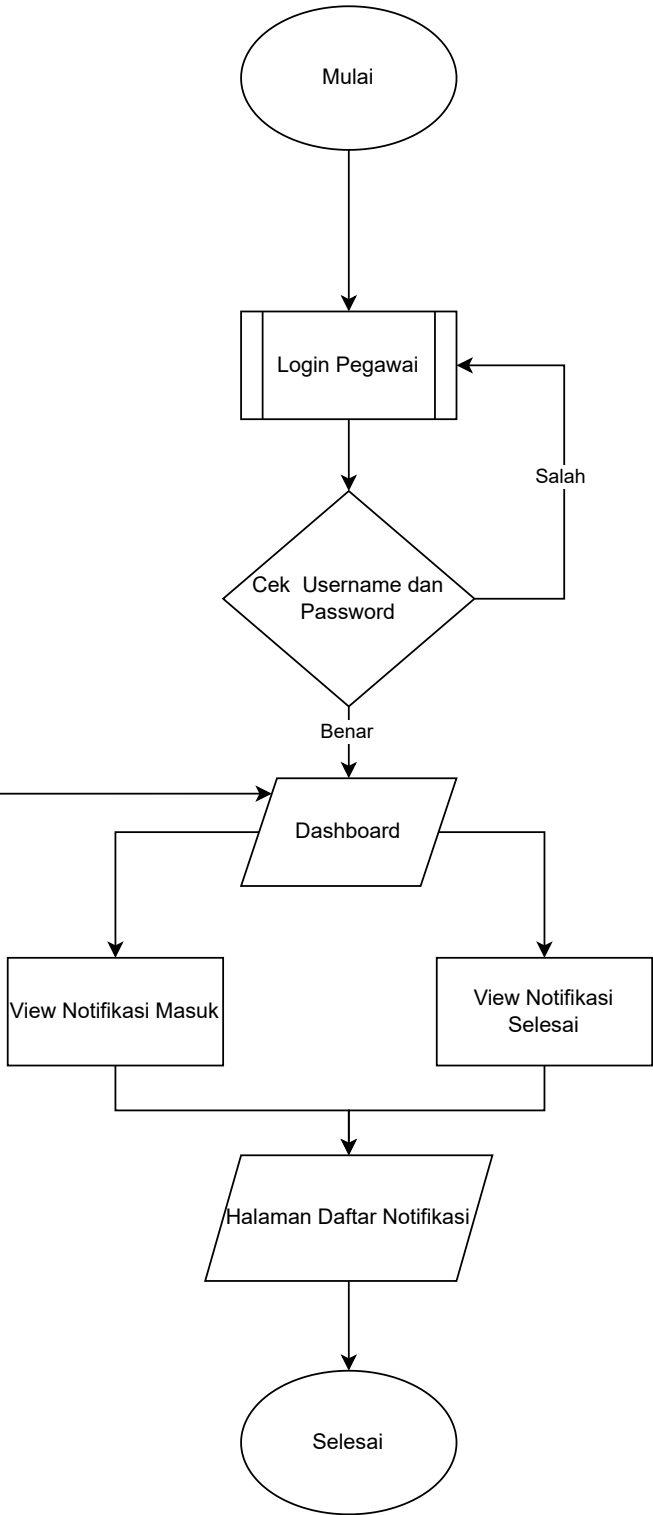 Mulai
Login Pegawai
Salah
Cek  Username dan
Password
Benar
Dashboard
View Notifikasi Masuk
View Notifikasi
Selesai
Halaman Daftar Notifikasi
Selesai